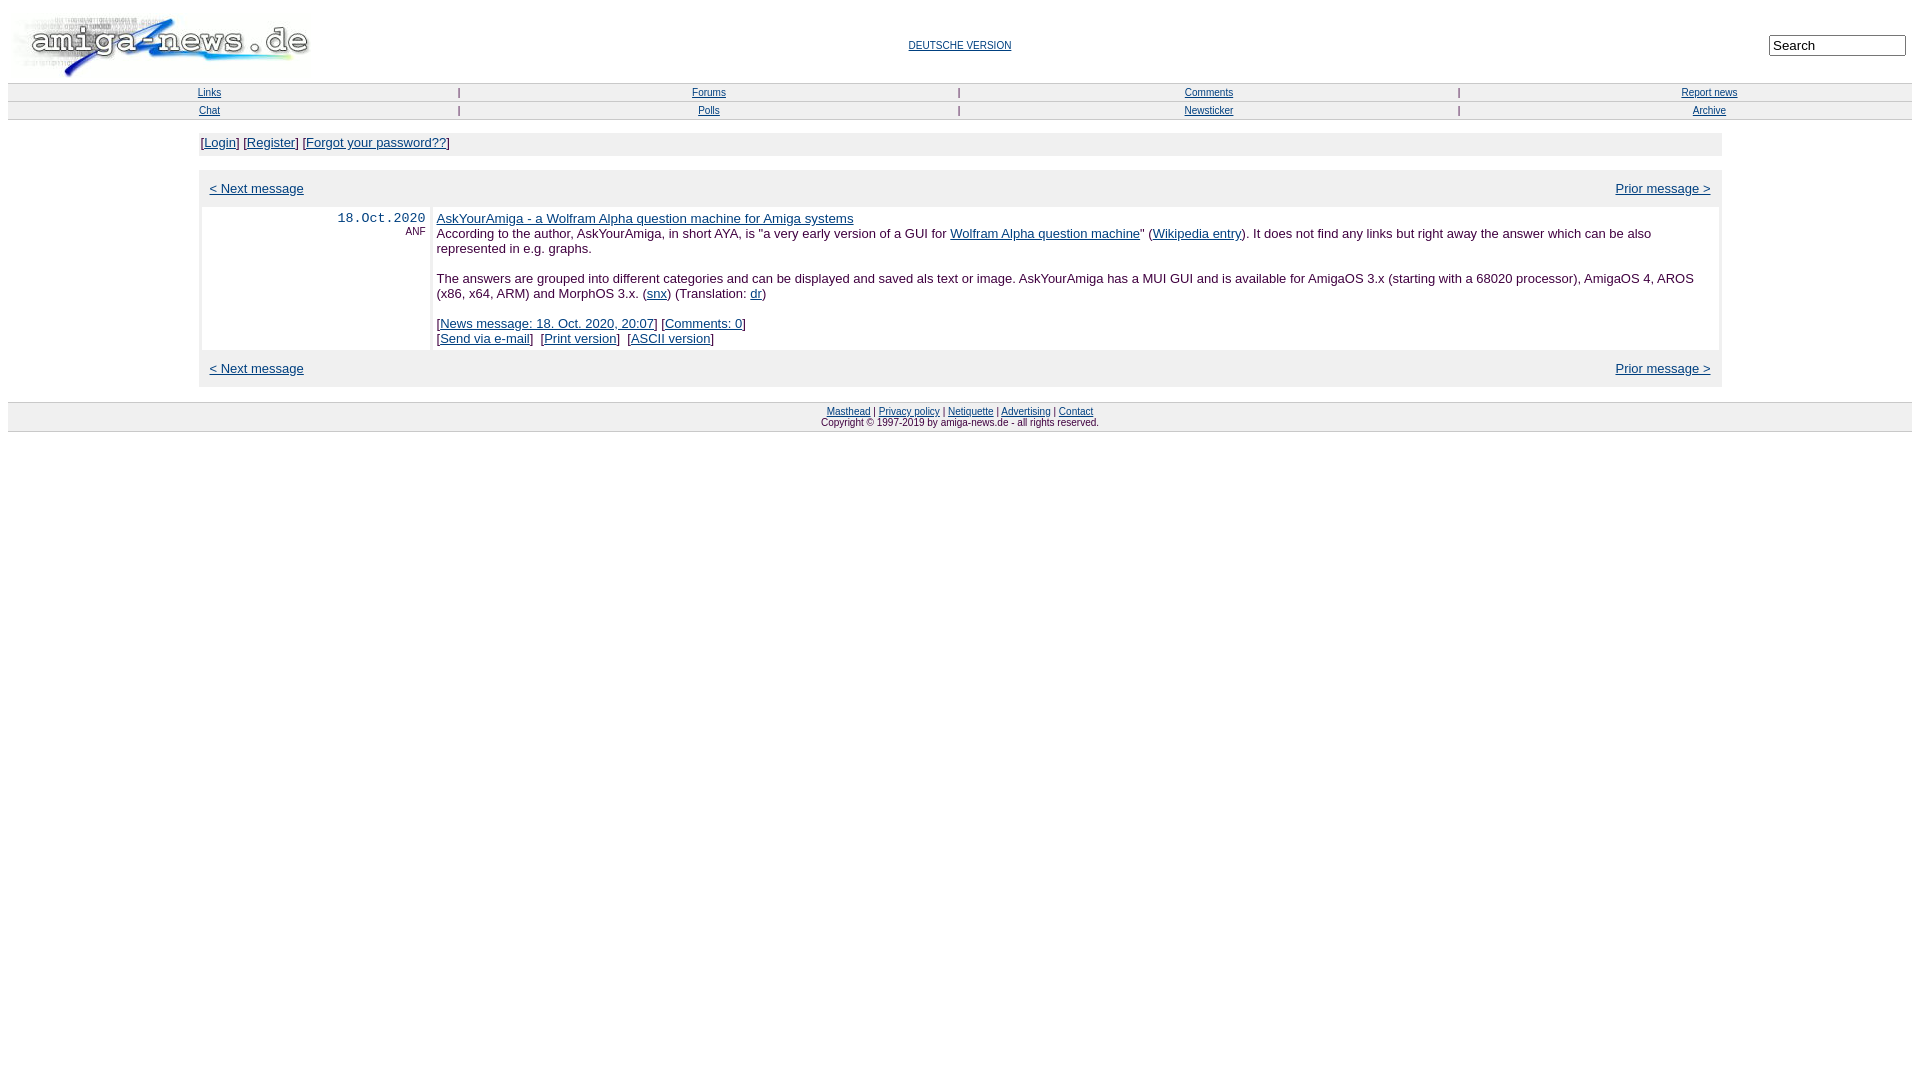 amiga-news.de
DEUTSCHE VERSION
Search
Links | Forums | Comments | Report news
Chat | Polls | Newsticker | Archive
[Login] [Register] [Forgot your password??]
< Next message Prior message >
18.Oct.2020
ANF
AskYourAmiga - a Wolfram Alpha question machine for Amiga systems
According to the author, AskYourAmiga, in short AYA, is "a very early version of a GUI for Wolfram Alpha question machine" (Wikipedia entry). It does not find any links but right away the answer which can be also
represented in e.g. graphs.
The answers are grouped into different categories and can be displayed and saved als text or image. AskYourAmiga has a MUI GUI and is available for AmigaOS 3.x (starting with a 68020 processor), AmigaOS 4, AROS
(x86, x64, ARM) and MorphOS 3.x. (snx) (Translation: dr)
[News message: 18. Oct. 2020, 20:07] [Comments: 0]
[Send via e-mail] [Print version] [ASCII version]
< Next message Prior message >
Masthead | Privacy policy | Netiquette | Advertising | Contact
Copyright © 1997-2019 by amiga-news.de - all rights reserved.